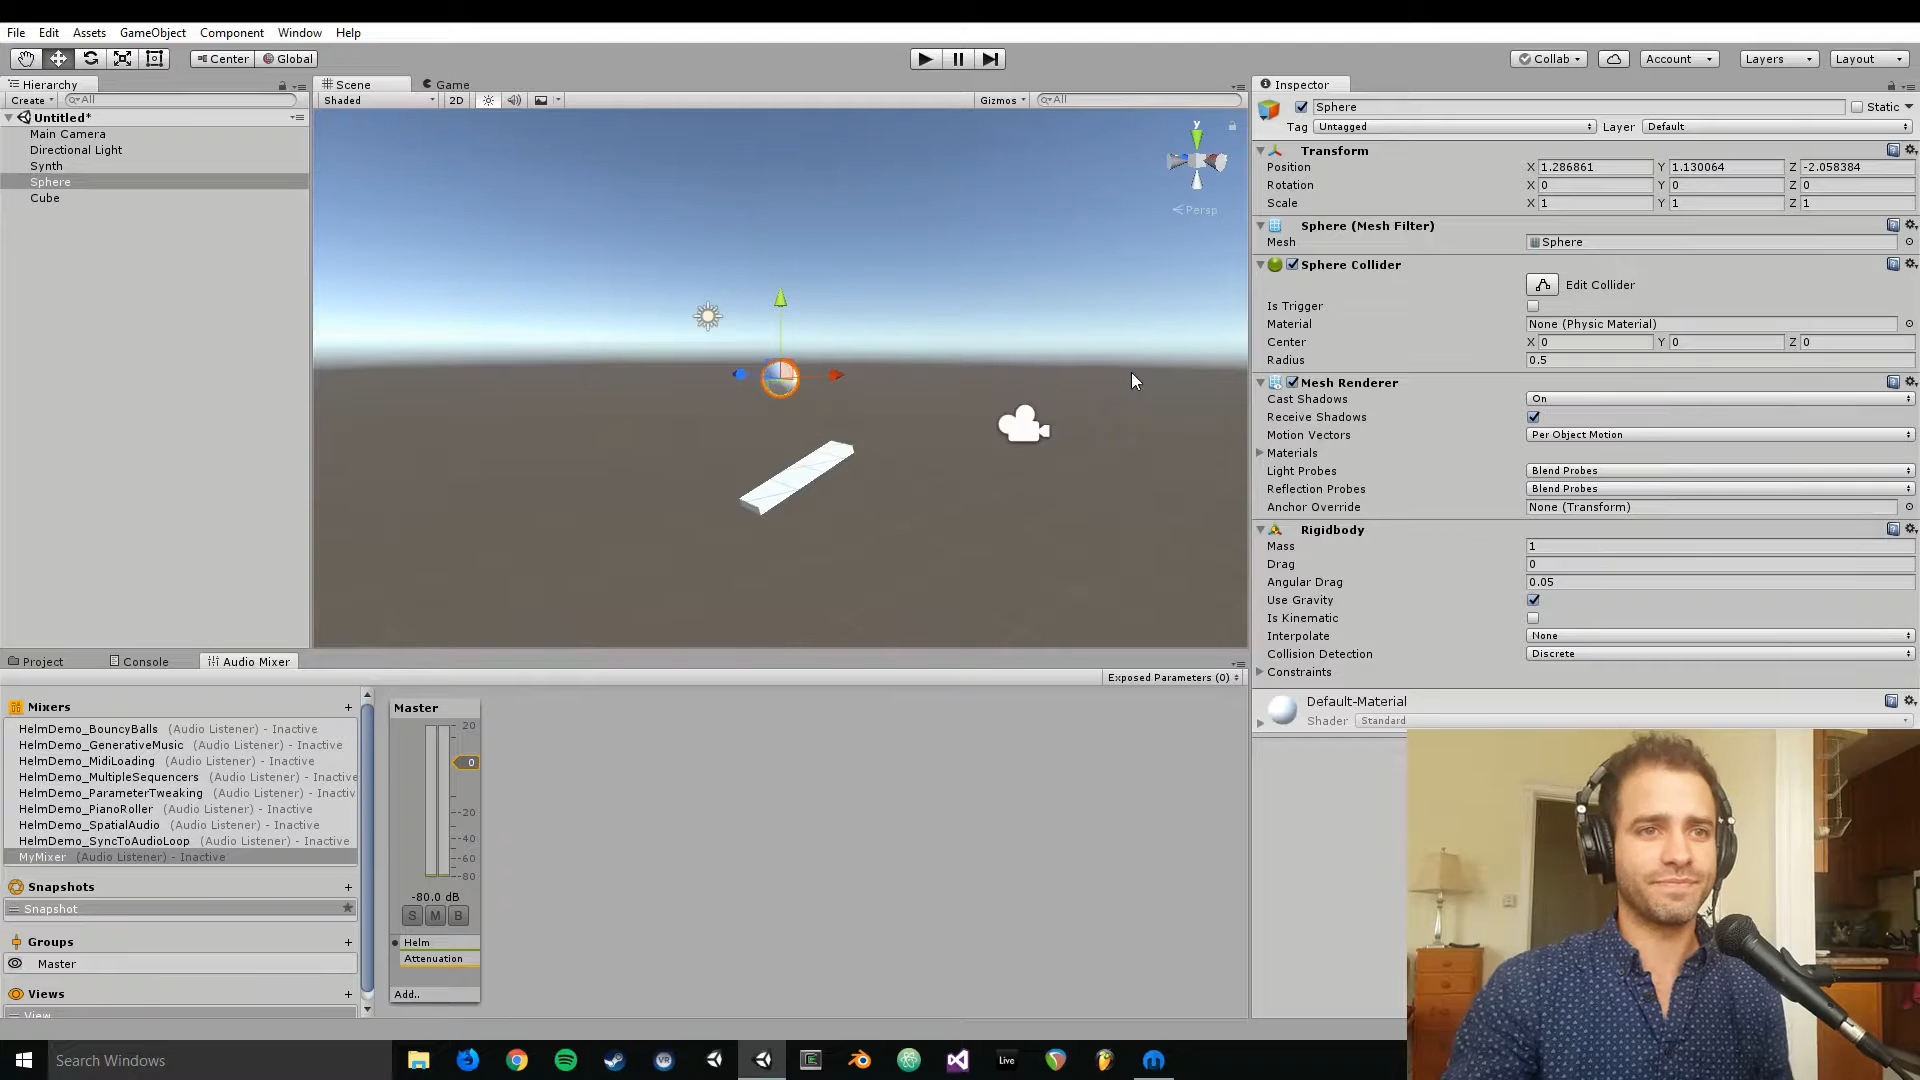 File Edit Assets GameObject Component Window Help
Center Global Collab Account Layers Layout
Hierarchy
Create All
Untitled*
Main Camera
Directional Light
Synth
Sphere
Cube
Scene Game
Shaded 2D Gizmos All
y
Persp
Inspector
Sphere Static
Tag Untagged Layer Default
Transform
Position X 1.286861 Y 1.130064 Z -2.058384
Rotation X 0 Y 0 Z 0
Scale X 1 Y 1 Z 1
Sphere (Mesh Filter)
Mesh Sphere
Sphere Collider
Edit Collider
Is Trigger
Material None (Physic Material)
Center X 0 Y 0 Z 0
Radius 0.5
Mesh Renderer
Cast Shadows On
Receive Shadows
Motion Vectors Per Object Motion
Materials
Light Probes Blend Probes
Reflection Probes Blend Probes
Anchor Override None (Transform)
Rigidbody
Mass 1
Drag 0
Angular Drag 0.05
Use Gravity
Is Kinematic
Interpolate None
Collision Detection Discrete
Constraints
Default-Material
Shader Standard
Project Console Audio Mixer
Exposed Parameters (0)
Mixers +
HelmDemo_BouncyBalls (Audio Listener) - Inactive
HelmDemo_GenerativeMusic (Audio Listener) - Inactive
HelmDemo_MidiLoading (Audio Listener) - Inactive
HelmDemo_MultipleSequencers (Audio Listener) - Inactive
HelmDemo_ParameterTweaking (Audio Listener) - Inactiv
HelmDemo_PianoRoller (Audio Listener) - Inactive
HelmDemo_SpatialAudio (Audio Listener) - Inactive
HelmDemo_SyncToAudioLoop (Audio Listener) - Inactive
MyMixer (Audio Listener) - Inactive
Snapshots +
Snapshot
Groups +
Master
Views +
View
Master
20
0
-20
-40
-60
-80
-80.0 dB
S M B
Helm
Attenuation
Add..
Search Windows
VR
Live